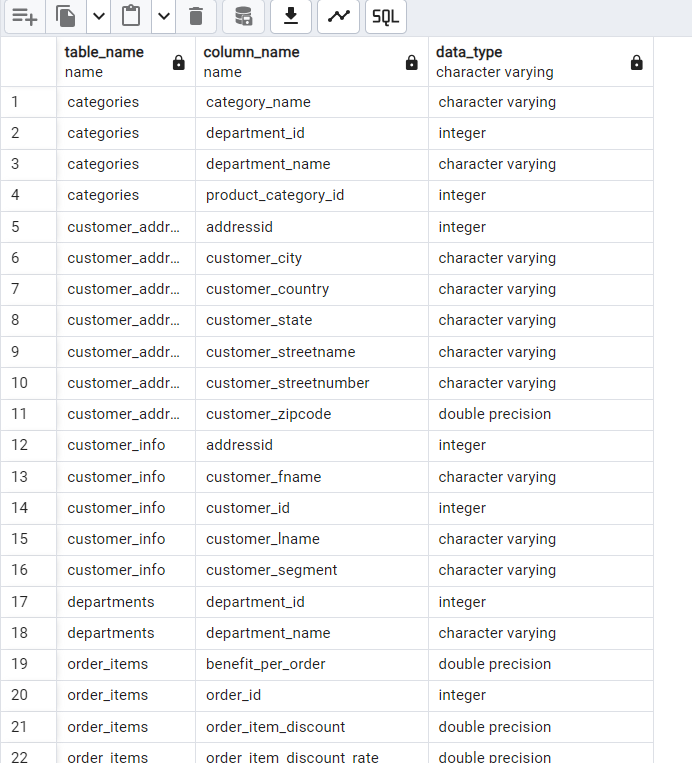 SQL
table_name column_name data_type
name name character varying
1 categories category_name character varying
2 categories department_id integer
3 categories department_name character varying
4 categories product_category_id integer
5 customer_addr... addressid integer
6 customer_addr... customer_city character varying
7 customer_addr... customer_country character varying
8 customer_addr... customer_state character varying
9 customer_addr... customer_streetname character varying
10 customer_addr... customer_streetnumber character varying
11 customer_addr... customer_zipcode double precision
12 customer_info addressid integer
13 customer_info customer_fname character varying
14 customer_info customer_id integer
15 customer_info customer_lname character varying
16 customer_info customer_segment character varying
17 departments department_id integer
18 departments department_name character varying
19 order_items benefit_per_order double precision
20 order_items order_id integer
21 order_items order_item_discount double precision
22 order_items order_item_discount_rate double precision